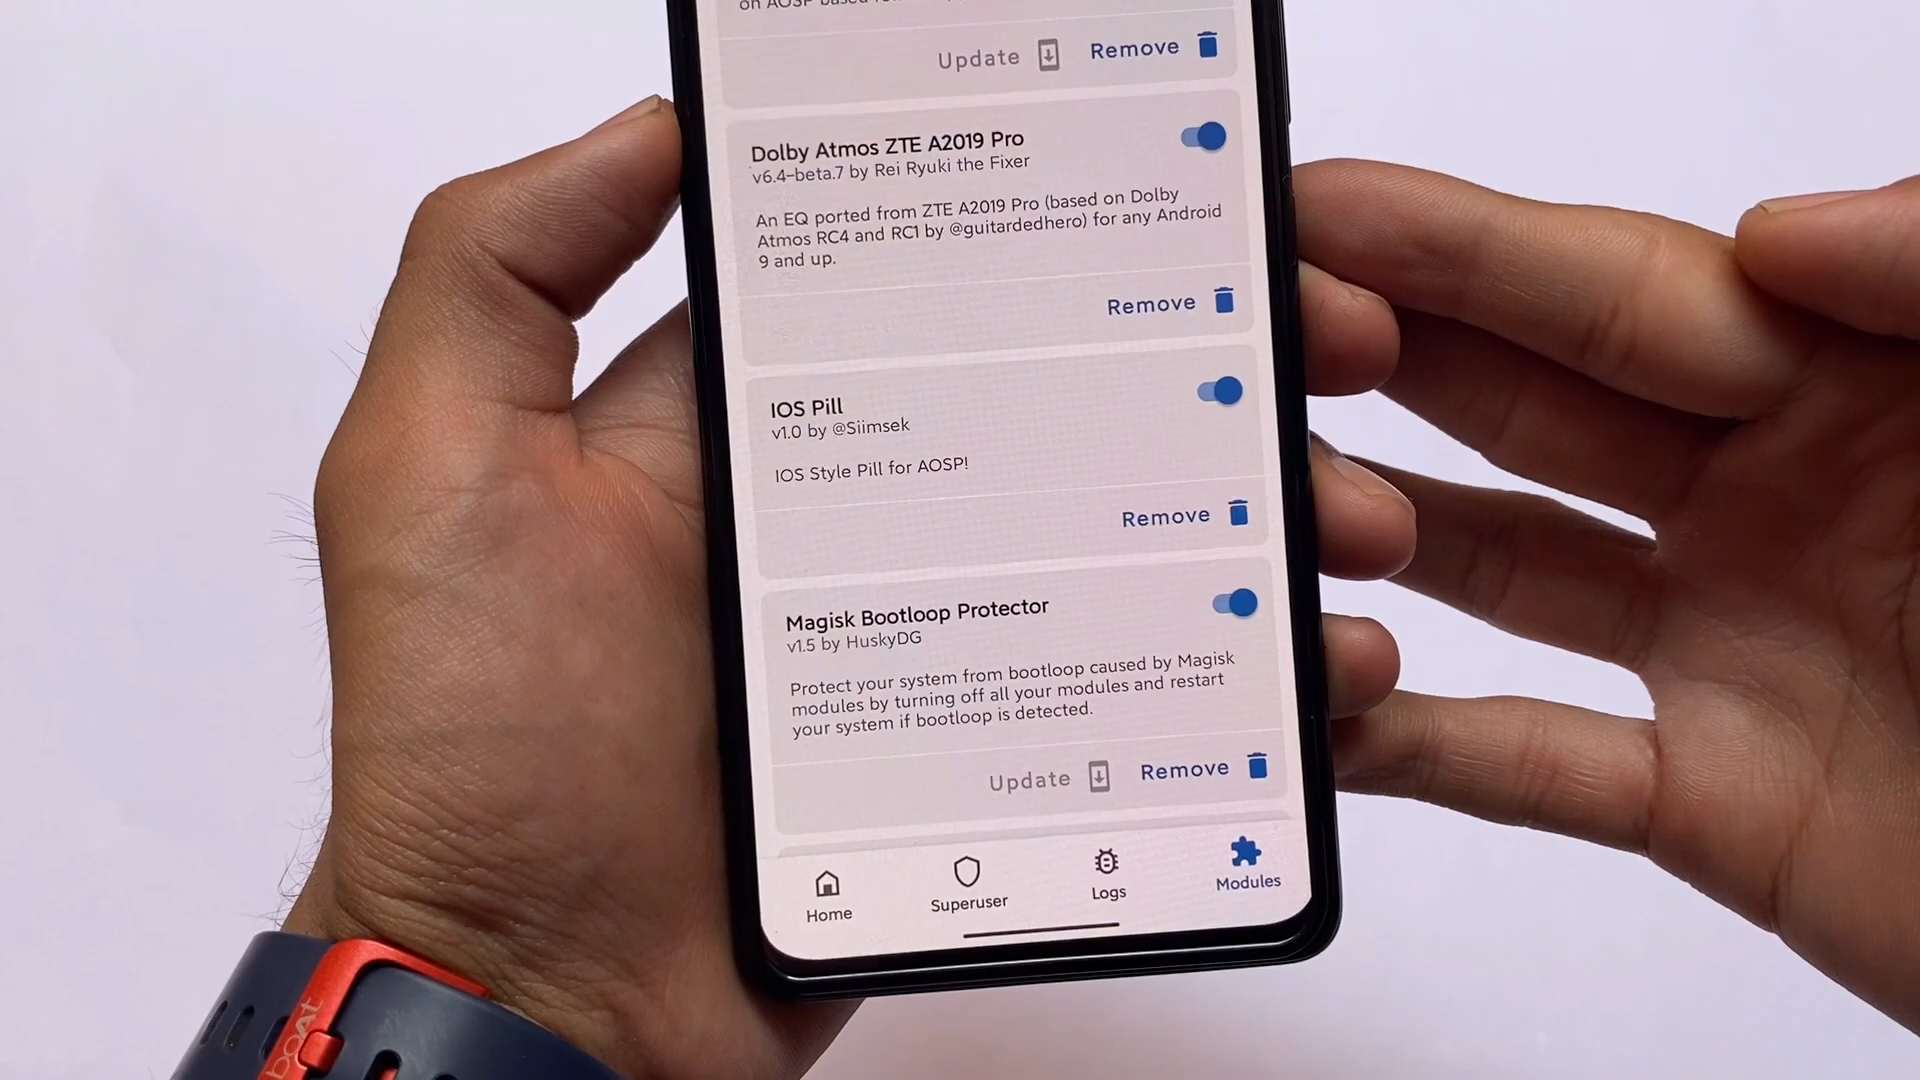 on AOSP based
Update Remove
Dolby Atmos ZTE A2019 Pro
v6.4-beta.7 by Rei Ryuki the Fixer
An EQ ported from ZTE A2019 Pro (based on Dolby
Atmos RC4 and RC1 by @guitardedhero) for any Android
9 and up.
Remove
IOS Pill
v1.0 by @Siimsek
IOS Style Pill for AOSP!
Remove
Magisk Bootloop Protector
v1.5 by HuskyDG
Protect your system from bootloop caused by Magisk
modules by turning off all your modules and restart
your system if bootloop is detected.
Update Remove
Home Superuser Logs Modules
boAt